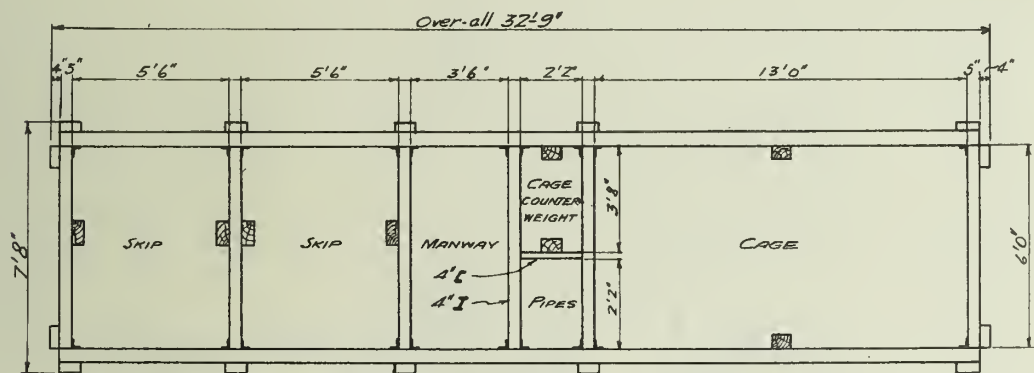 Over-all 32'-9"
4" 5" 5'6" 5'6" 3'6" 2'2" 13'0" 5" 4"
7'8"
SKIP
SKIP
MANWAY
CAGE
COUNTER
WEIGHT
3'8"
CAGE
6'0"
4" [
4" I
PIPES
2'2"